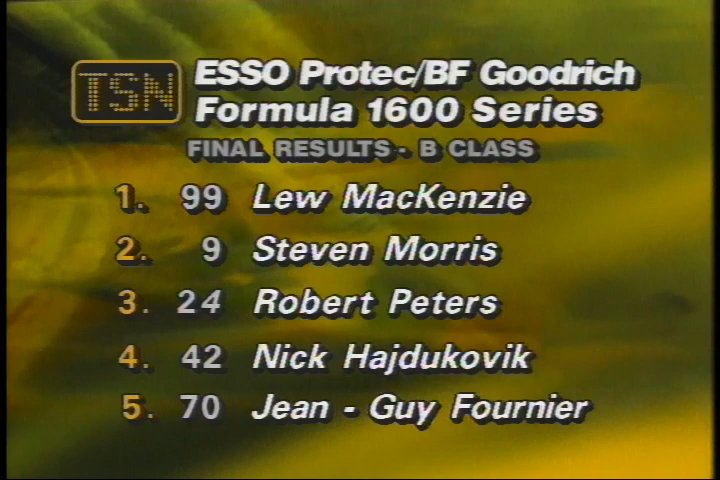 TSN
ESSO Protec/BF Goodrich
Formula 1600 Series
FINAL RESULTS - B CLASS
1. 99 Lew MacKenzie
2. 9 Steven Morris
3. 24 Robert Peters
4. 42 Nick Hajdukovik
5. 70 Jean - Guy Fournier